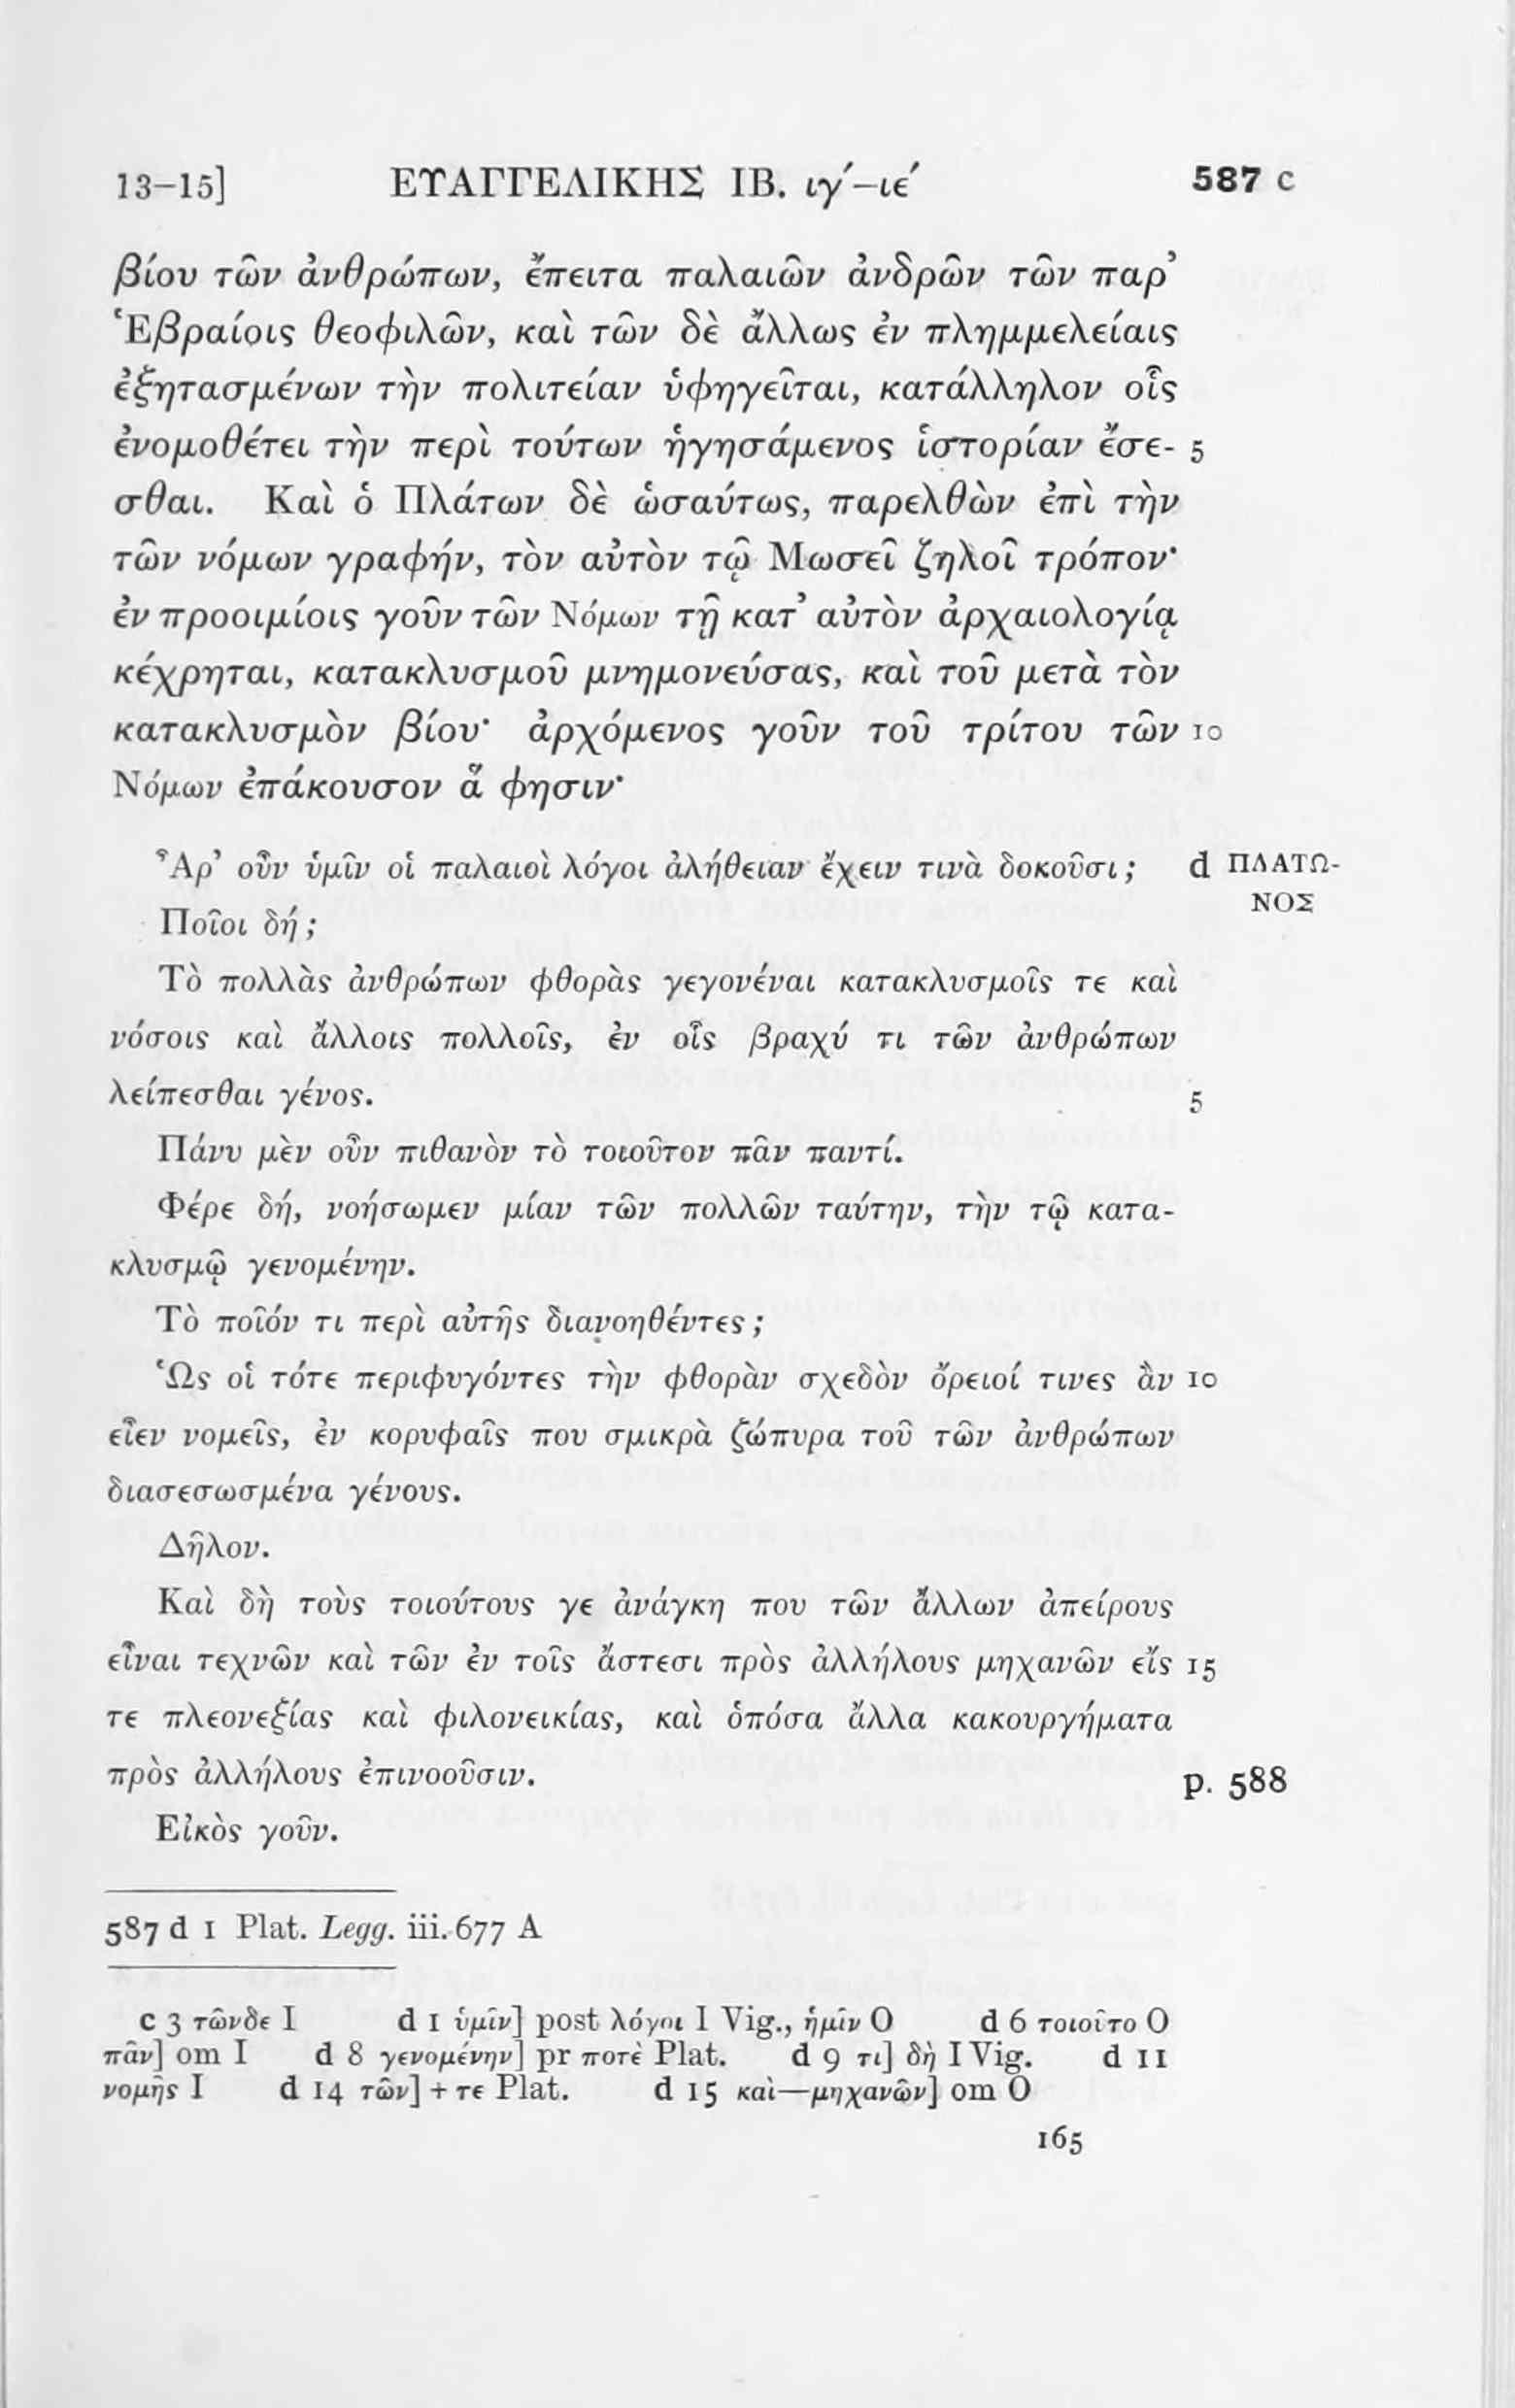 13–15] ΕΥΑΓΓΕΛΙΚΗΣ ΙΒ. ιγ´–ιε´ 587 c
βίου τῶν ἀνθρώπων, ἔπειτα παλαιῶν ἀνδρῶν τῶν παρ’
Ἑβραίοις θεοφιλῶν, καὶ τῶν δὲ ἄλλως ἐν πλημμελείαις
ἐξητασμένων τὴν πολιτείαν ὑφηγεῖται, κατάλληλον οἷς
ἐνομοθέτει τὴν περὶ τούτων ἡγησάμενος ἱστορίαν ἔσε- 5
σθαι. Καὶ ὁ Πλάτων δὲ ὡσαύτως, παρελθὼν ἐπὶ τὴν
τῶν νόμων γραφήν, τὸν αὐτὸν τῷ Μωσεῖ ζηλοῖ τρόπον·
ἐν προοιμίοις γοῦν τῶν Νόμων τῇ κατ’ αὐτὸν ἀρχαιολογίᾳ
κέχρηται, κατακλυσμοῦ μνημονεύσας, καὶ τοῦ μετὰ τὸν
κατακλυσμὸν βίου· ἀρχόμενος γοῦν τοῦ τρίτου τῶν 10
Νόμων ἐπάκουσον ἅ φησιν·
Ἆρ’ οὖν ὑμῖν οἱ παλαιοὶ λόγοι ἀλήθειαν ἔχειν τινὰ δοκοῦσι; d ΠΛΑΤΩ-
ΝΟΣ
Ποῖοι δή;
Τὸ πολλὰς ἀνθρώπων φθορὰς γεγονέναι κατακλυσμοῖς τε καὶ
νόσοις καὶ ἄλλοις πολλοῖς, ἐν οἷς βραχύ τι τῶν ἀνθρώπων
λείπεσθαι γένος. 5
Πάνυ μὲν οὖν πιθανὸν τὸ τοιοῦτον πᾶν παντί.
Φέρε δή, νοήσωμεν μίαν τῶν πολλῶν ταύτην, τὴν τῷ κατα-
κλυσμῷ γενομένην.
Τὸ ποῖόν τι περὶ αὐτῆς διανοηθέντες;
Ὡς οἱ τότε περιφυγόντες τὴν φθορὰν σχεδὸν ὄρειοί τινες ἂν 10
εἶεν νομεῖς, ἐν κορυφαῖς που σμικρὰ ζώπυρα τοῦ τῶν ἀνθρώπων
διασεσωσμένα γένους.
Δῆλον.
Καὶ δὴ τοὺς τοιούτους γε ἀνάγκη που τῶν ἄλλων ἀπείρους
εἶναι τεχνῶν καὶ τῶν ἐν τοῖς ἄστεσι πρὸς ἀλλήλους μηχανῶν εἴς 15
τε πλεονεξίας καὶ φιλονεικίας, καὶ ὁπόσα ἄλλα κακουργήματα
πρὸς ἀλλήλους ἐπινοοῦσιν. p. 588
Εἰκὸς γοῦν.
587 d 1 Plat. Legg. iii. 677 A
c 3 τῶνδε I d 1 ὑμῖν] post λόγοι I Vig., ἡμῖν O d 6 τοιοῦτο O
πᾶν] om I d 8 γενομένην] pr ποτὲ Plat. d 9 τι] δὴ I Vig. d 11
νομῆς I d 14 τῶν] + τε Plat. d 15 καὶ—μηχανῶν] om O
165